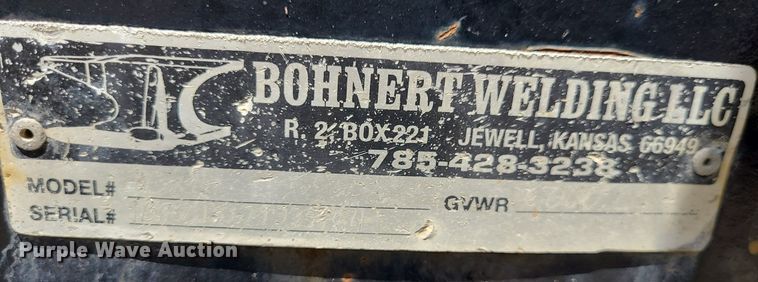 BOHNERT WELDING LLC
R. 2, BOX 221 JEWELL, KANSAS 66949
785-428-3238
MODEL#
GVWR
SERIAL#
Purple Wave Auction